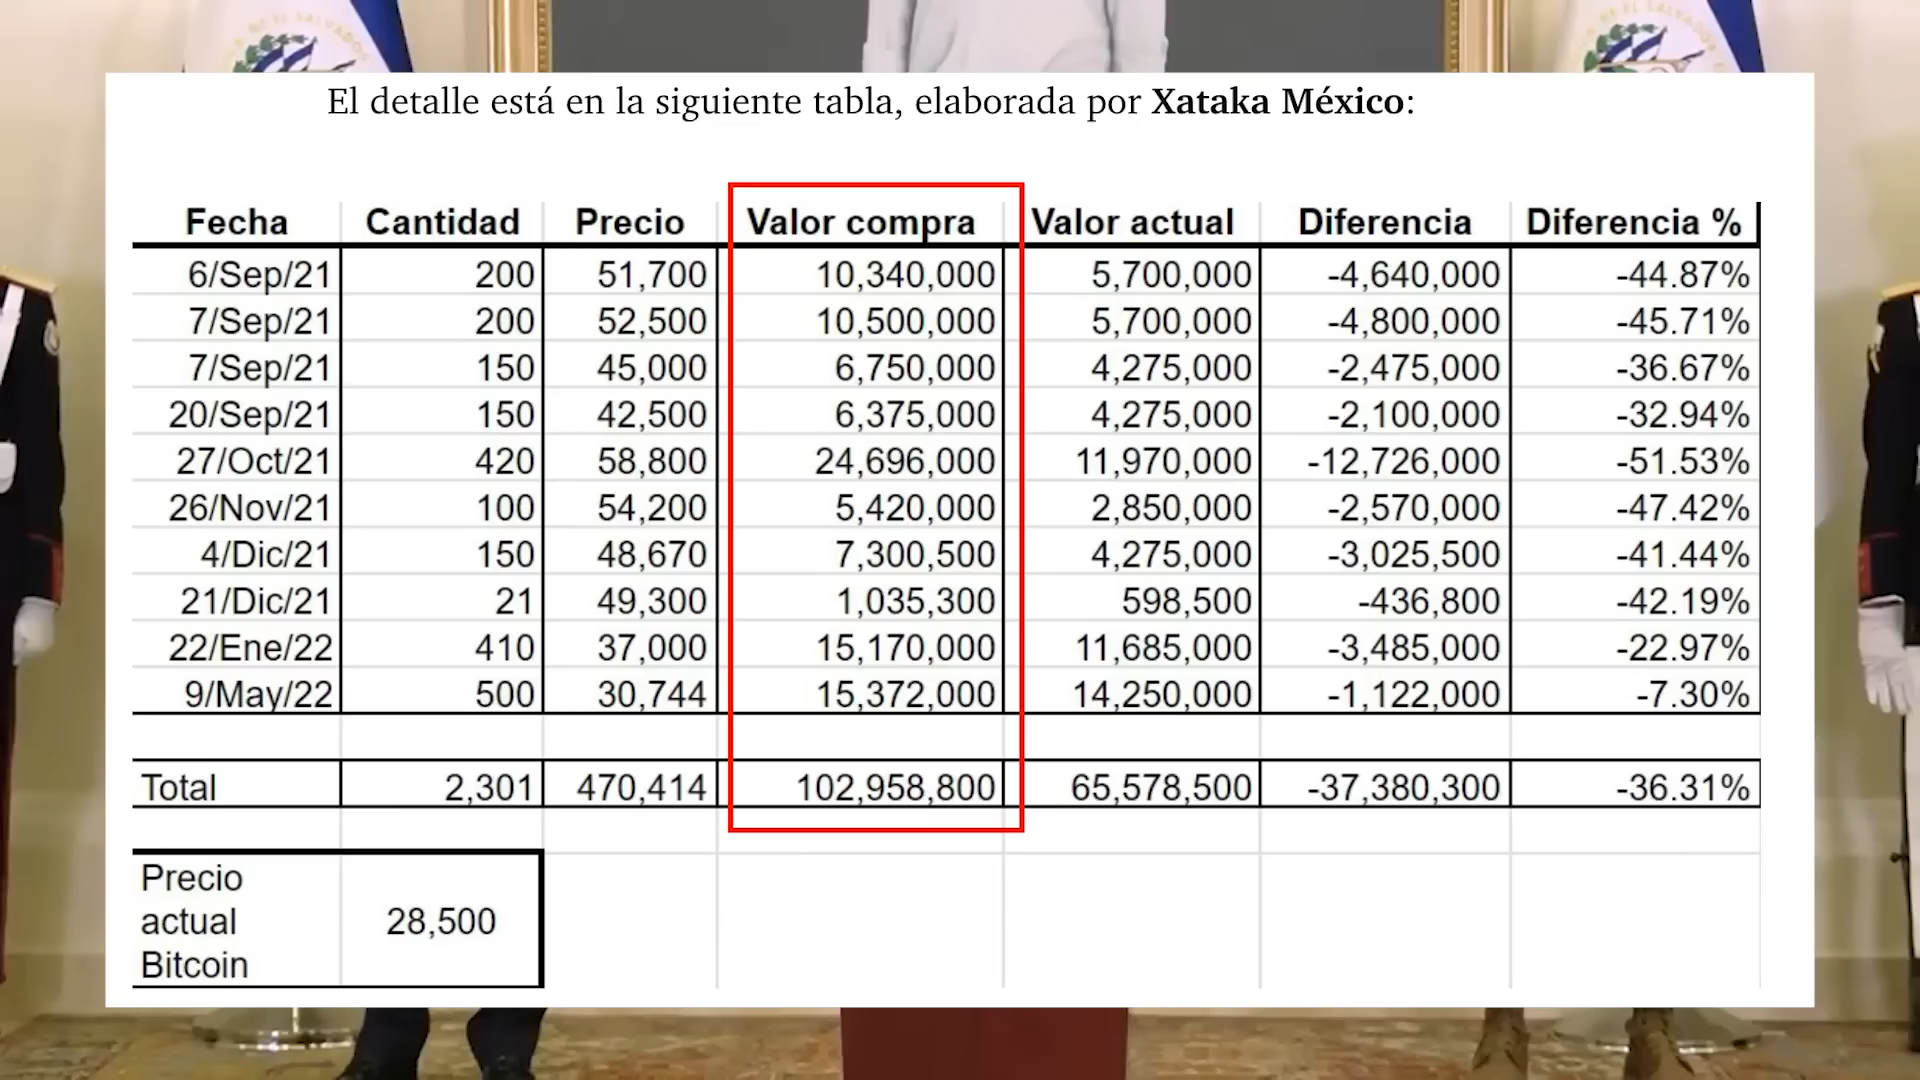 El detalle está en la siguiente tabla, elaborada por Xataka México:
Fecha Cantidad Precio Valor compra Valor actual Diferencia Diferencia %
6/Sep/21 200 51,700 10,340,000 5,700,000 -4,640,000 -44.87%
7/Sep/21 200 52,500 10,500,000 5,700,000 -4,800,000 -45.71%
7/Sep/21 150 45,000 6,750,000 4,275,000 -2,475,000 -36.67%
20/Sep/21 150 42,500 6,375,000 4,275,000 -2,100,000 -32.94%
27/Oct/21 420 58,800 24,696,000 11,970,000 -12,726,000 -51.53%
26/Nov/21 100 54,200 5,420,000 2,850,000 -2,570,000 -47.42%
4/Dic/21 150 48,670 7,300,500 4,275,000 -3,025,500 -41.44%
21/Dic/21 21 49,300 1,035,300 598,500 -436,800 -42.19%
22/Ene/22 410 37,000 15,170,000 11,685,000 -3,485,000 -22.97%
9/May/22 500 30,744 15,372,000 14,250,000 -1,122,000 -7.30%
Total 2,301 470,414 102,958,800 65,578,500 -37,380,300 -36.31%
Precio
actual
Bitcoin
28,500